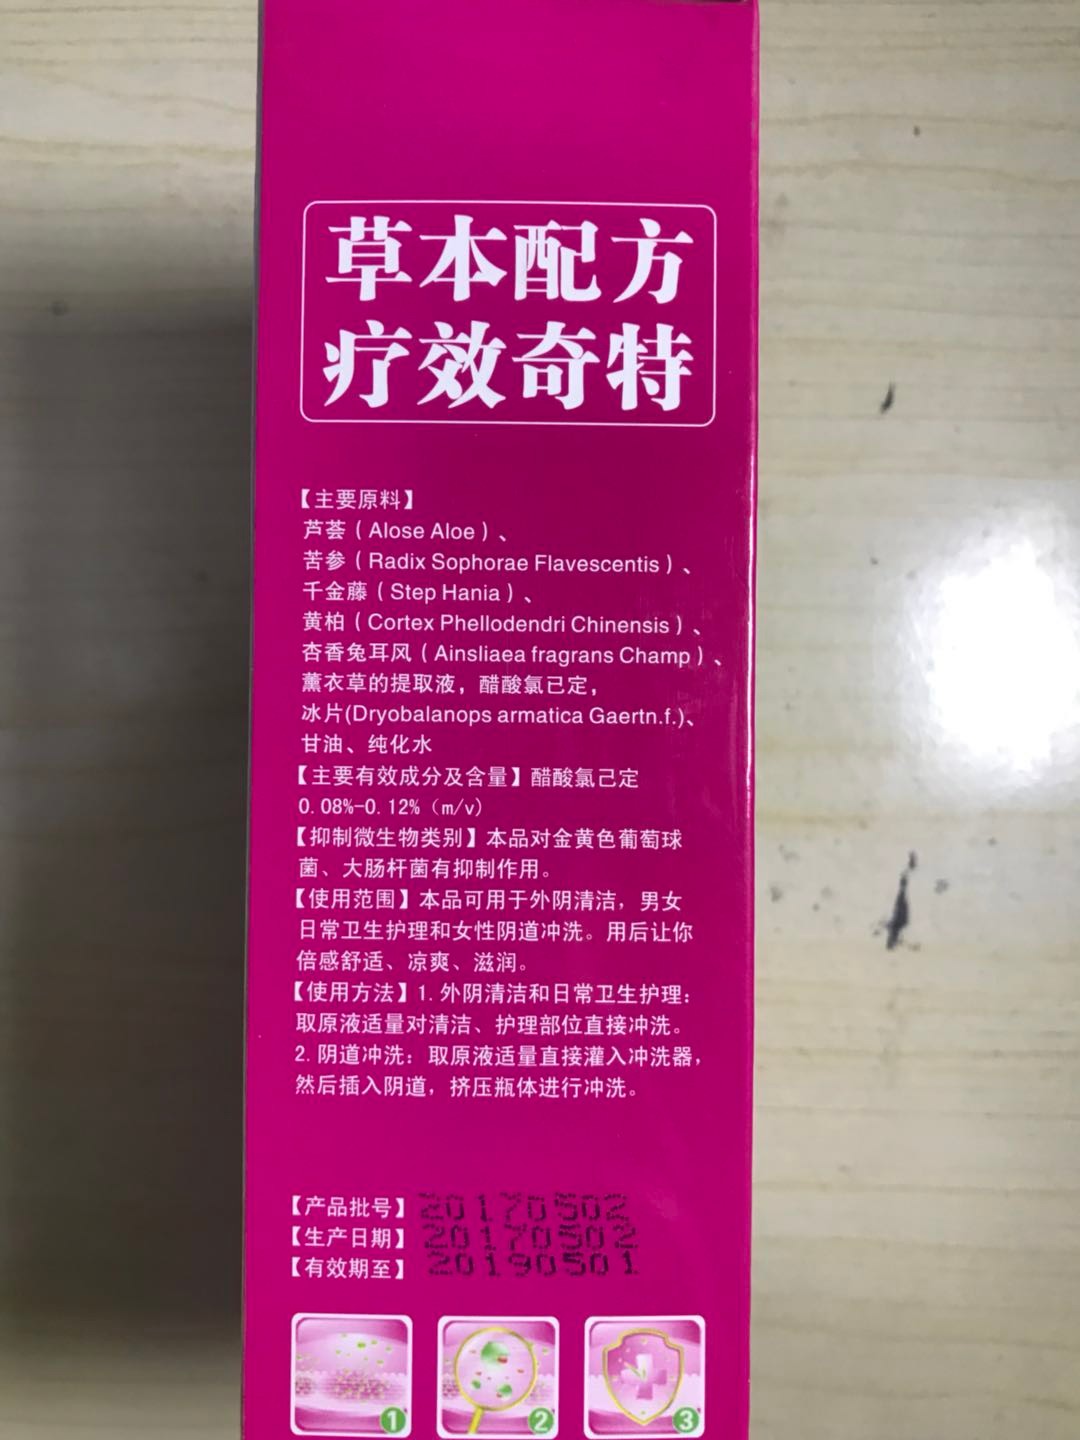 草本配方
疗效奇特
【主要原料】
芦荟（Alose Aloe）、
苦参（Radix Sophorae Flavescentis）、
千金藤（Step Hania）、
黄柏（Cortex Phellodendri Chinensis）、
杏香兔耳风（Ainsliaea fragrans Champ）、
薰衣草的提取液，醋酸氯已定，
冰片(Dryobalanops armatica Gaertn.f.)、
甘油、纯化水
【主要有效成分及含量】醋酸氯己定
0.08%-0.12%（m/v）
【抑制微生物类别】本品对金黄色葡萄球
菌、大肠杆菌有抑制作用。
【使用范围】本品可用于外阴清洁，男女
日常卫生护理和女性阴道冲洗。用后让你
倍感舒适、凉爽、滋润。
【使用方法】1.外阴清洁和日常卫生护理：
取原液适量对清洁、护理部位直接冲洗。
2.阴道冲洗：取原液适量直接灌入冲洗器，
然后插入阴道，挤压瓶体进行冲洗。
【产品批号】20170502
【生产日期】20170502
【有效期至】20190501
1 2 3